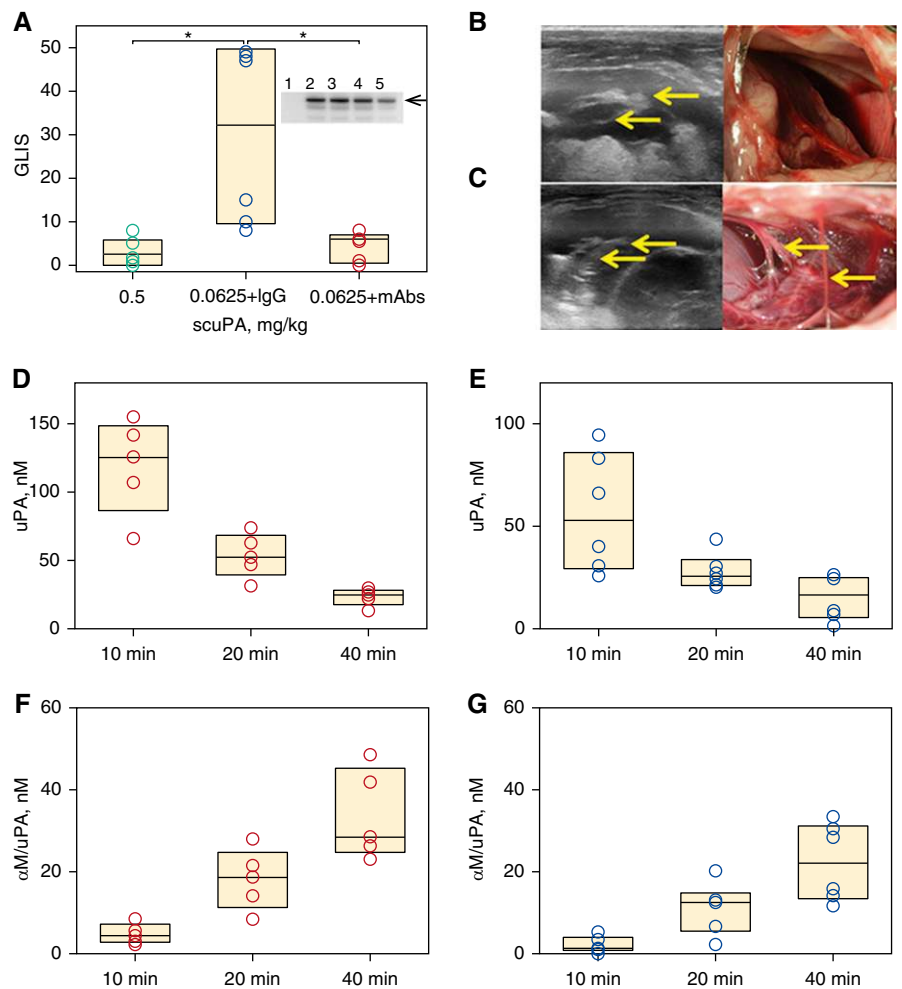 A
GLIS
50
40
30
20
10
0
*
*
1 2 3 4 5
0.5
0.0625+IgG
0.0625+mAbs
scuPA, mg/kg
B
C
D
uPA, nM
150
100
50
0
10 min
20 min
40 min
E
uPA, nM
100
50
0
10 min
20 min
40 min
F
αM/uPA, nM
60
40
20
0
10 min
20 min
40 min
G
αM/uPA, nM
60
40
20
0
10 min
20 min
40 min